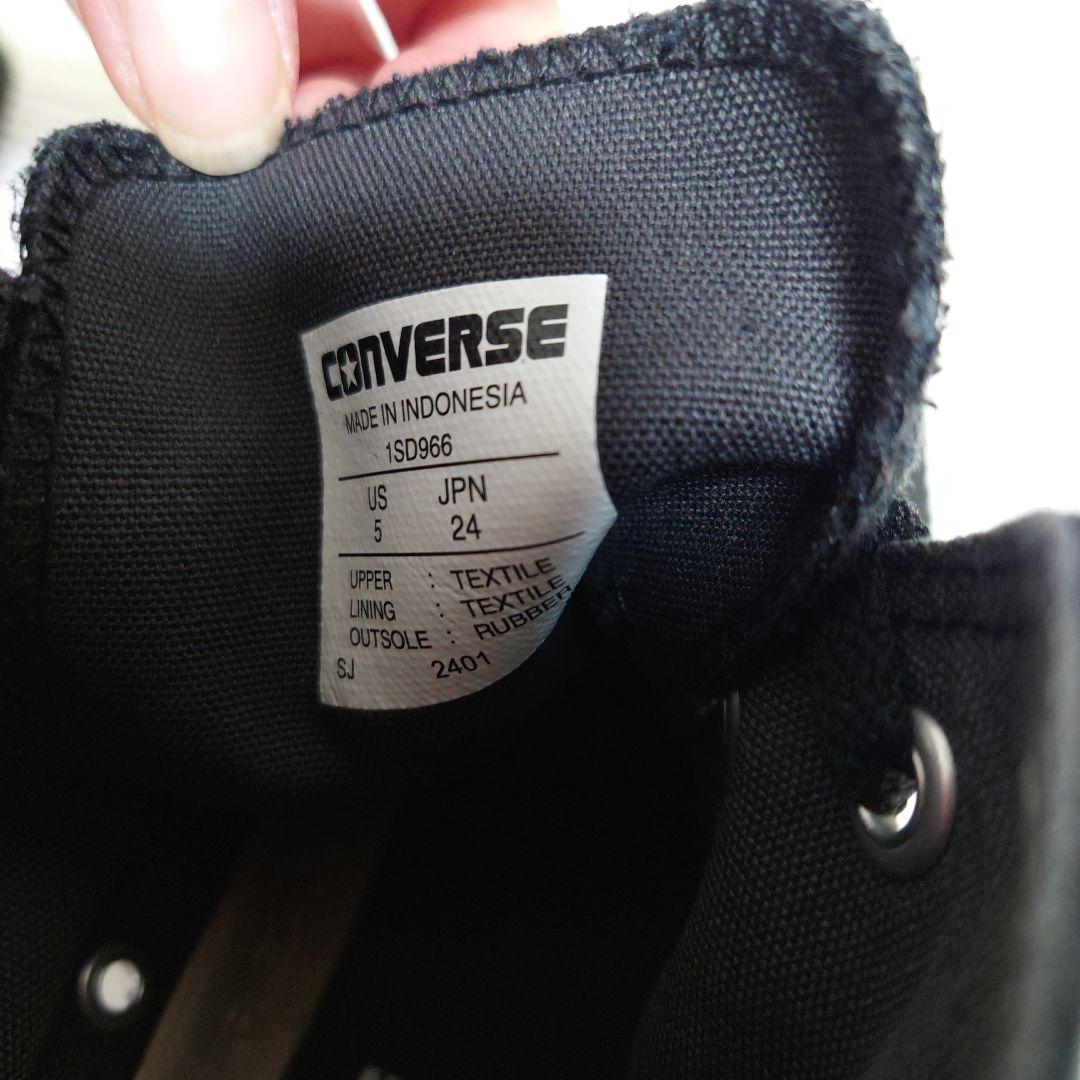 CONVERSE
MADE IN INDONESIA
1SD966
US JPN
5 24
UPPER : TEXTILE
LINING : TEXTILE
OUTSOLE : RUBBER
SJ 2401